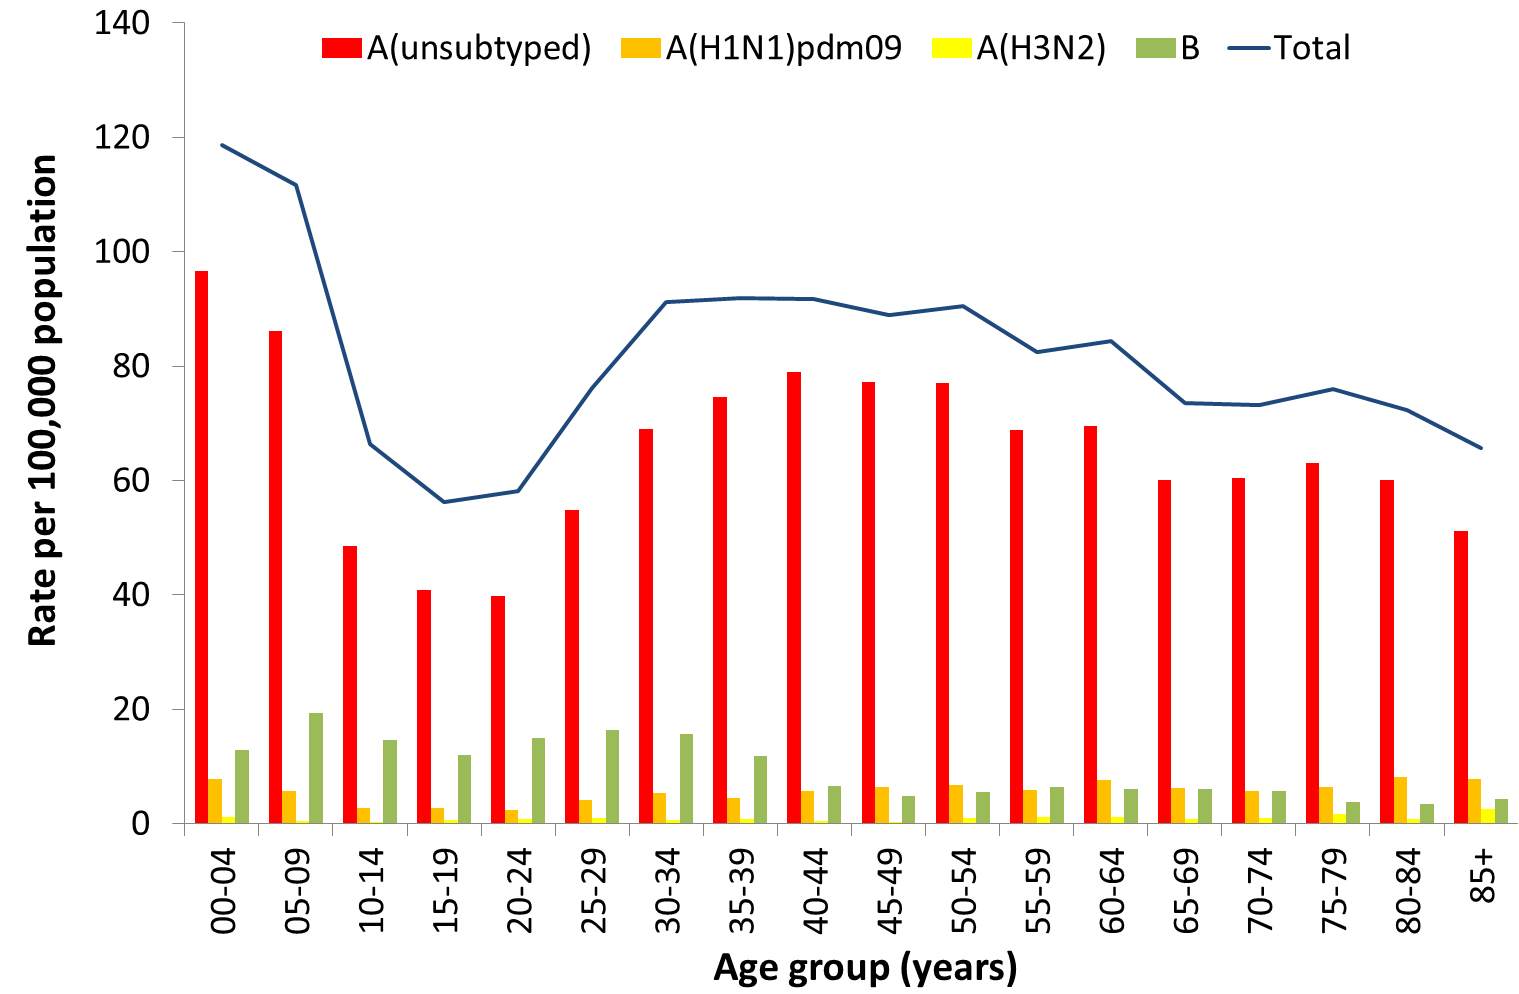 A(unsubtyped) A(H1N1)pdm09 A(H3N2) B Total
Rate per 100,000 population
140
120
100
80
60
40
20
0
00-04 05-09 10-14 15-19 20-24 25-29 30-34 35-39 40-44 45-49 50-54 55-59 60-64 65-69 70-74 75-79 80-84 85+
Age group (years)